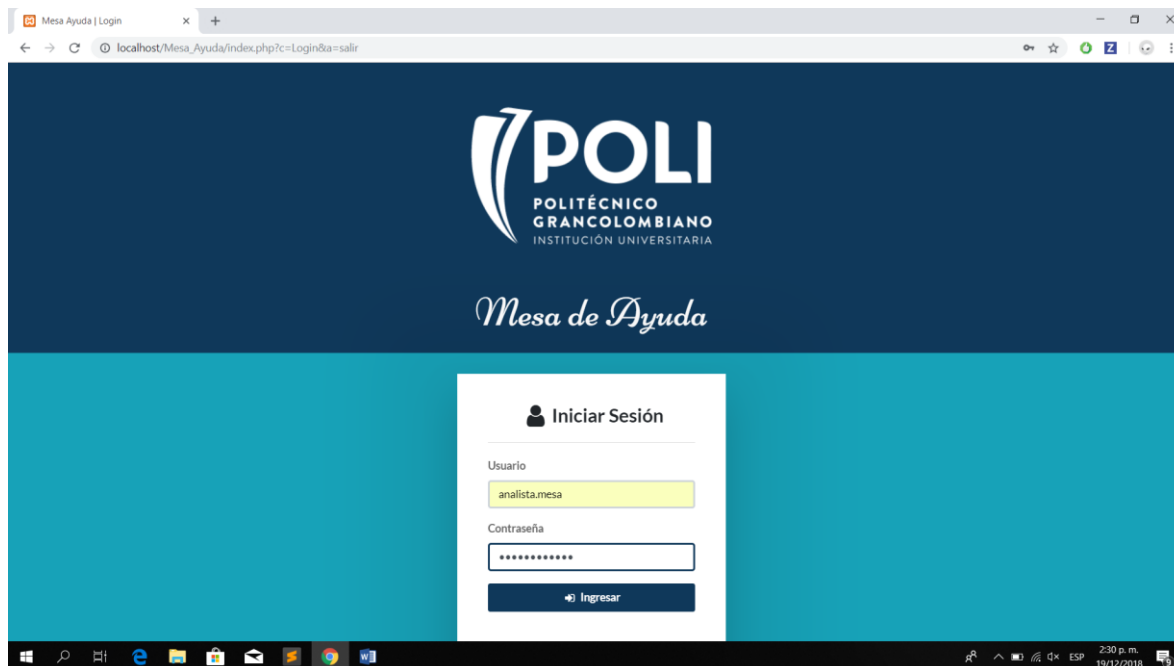 Mesa Ayuda | Login
localhost/Mesa_Ayuda/index.php?c=Login&a=salir
Z
POLI
POLITÉCNICO
GRANCOLOMBIANO
INSTITUCIÓN UNIVERSITARIA
Mesa de Ayuda
Iniciar Sesión
Usuario
analista.mesa
Contraseña
••••••••••••
Ingresar
ESP
2:30 p. m.
19/12/2018